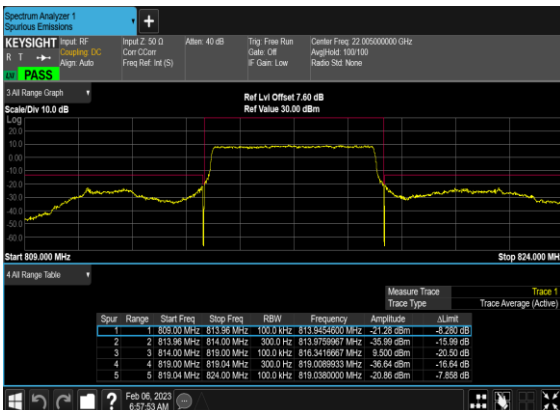 Spectrum Analyzer 1
Spurious Emissions
KEYSIGHT Input: RF Input Z: 50 Ω Atten: 40 dB Trig: Free Run Center Freq: 22.005000000 GHz
R T Coupling: DC Corr CCorr Gate: Off Avg|Hold: 100/100
Align: Auto Freq Ref: Int (S) IF Gain: Low Radio Std: None
PASS
3 All Range Graph
Ref Lvl Offset 7.60 dB
Scale/Div 10.0 dB Ref Value 30.00 dBm
Log
20.0
10.0
0.00
-10.0
-20.0
-30.0
-40.0
-50.0
-60.0
Start 809.000 MHz Stop 824.000 MH
4 All Range Table
Measure Trace Trace 1
Trace Type Trace Average (Active)
Spur Range Start Freq Stop Freq RBW Frequency Amplitude ΔLimit
1 1 809.00 MHz 813.96 MHz 100.0 kHz 813.9454600 MHz -21.28 dBm -8.280 dB
2 2 813.96 MHz 814.00 MHz 300.0 Hz 813.9759967 MHz -35.99 dBm -15.99 dB
3 3 814.00 MHz 819.00 MHz 100.0 kHz 816.3416667 MHz 9.500 dBm -20.50 dB
4 4 819.00 MHz 819.04 MHz 300.0 Hz 819.0089933 MHz -36.64 dBm -16.64 dB
5 5 819.04 MHz 824.00 MHz 100.0 kHz 819.0380000 MHz -20.86 dBm -7.858 dB
Feb 06, 2023
6:57:53 AM